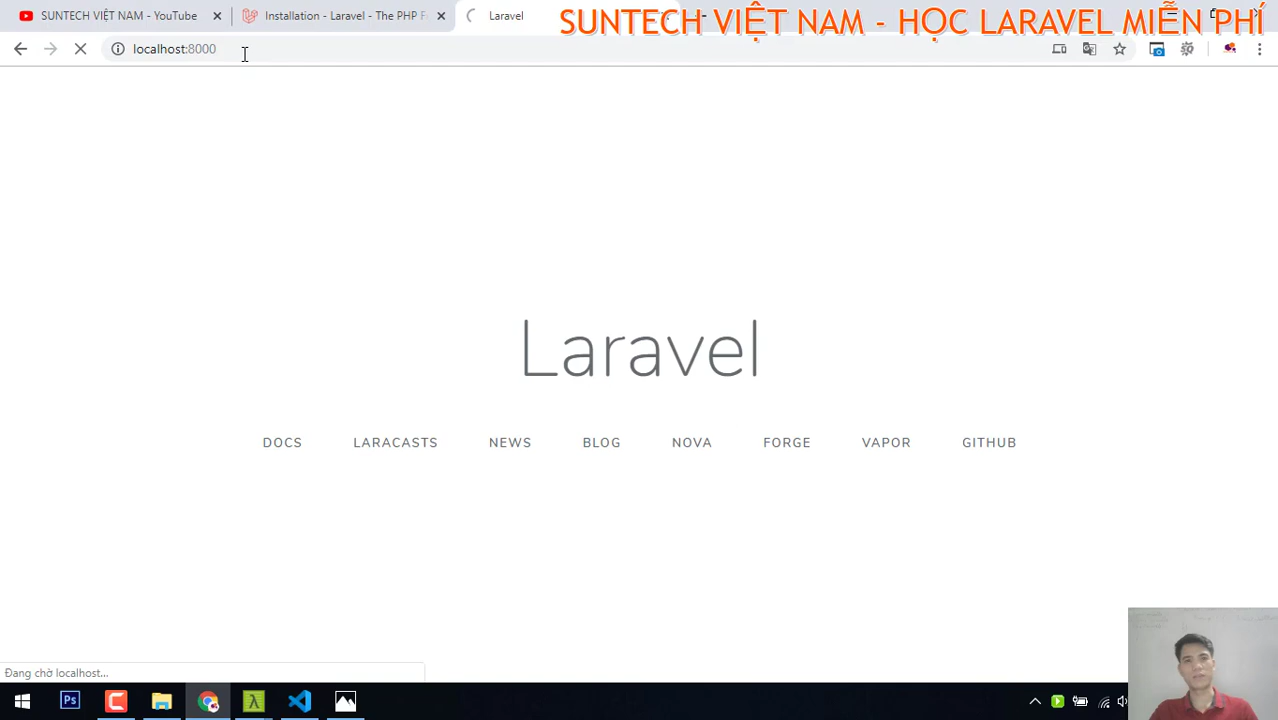 SUNTECH VIỆT NAM - YouTube
Installation - Laravel - The PHP F
Laravel
SUNTECH VIỆT NAM - HỌC LARAVEL MIỄN PHÍ
localhost:8000
Laravel
DOCS LARACASTS NEWS BLOG NOVA FORGE VAPOR GITHUB
Đang chờ localhost...
Ps